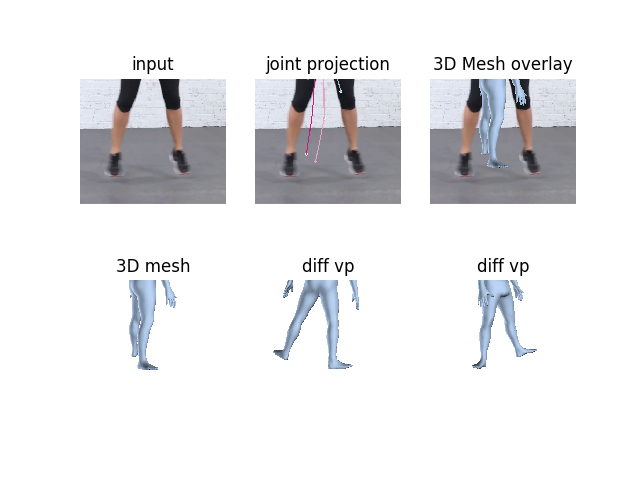 input
joint projection
3D Mesh overlay
3D mesh
diff vp
diff vp